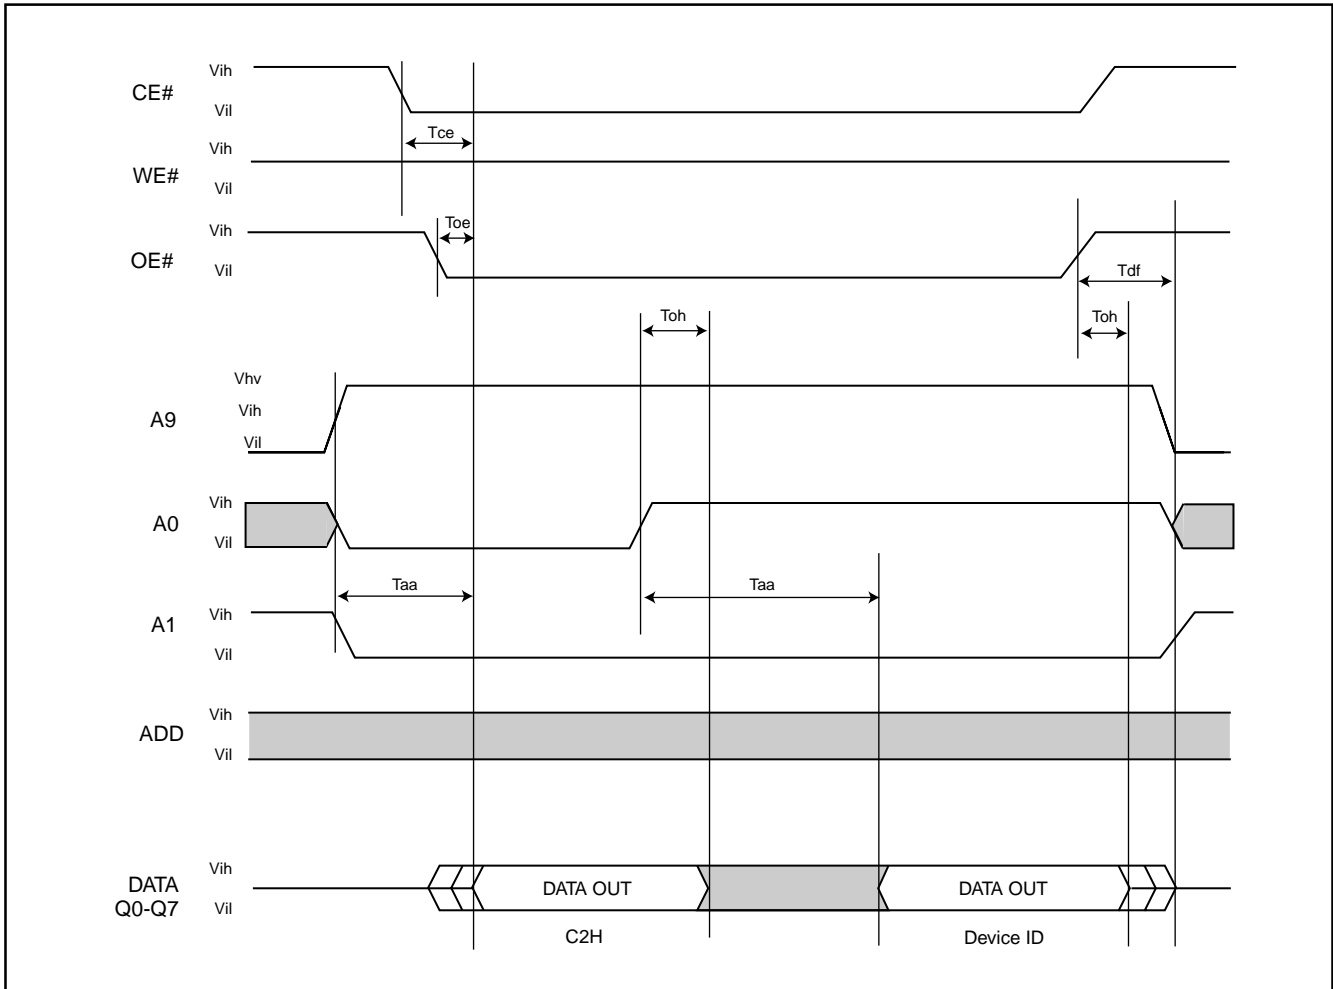 Vih
CE#
Vil
Tce
Vih
WE#
Vil
Toe
Vih
OE#
Vil
Tdf
Toh
Toh
Vhv
A9
Vih
Vil
Vih
A0
Vil
Taa
Taa
Vih
A1
Vil
Vih
ADD
Vil
Vih
DATA
Q0-Q7
Vil
DATA OUT
DATA OUT
C2H
Device ID